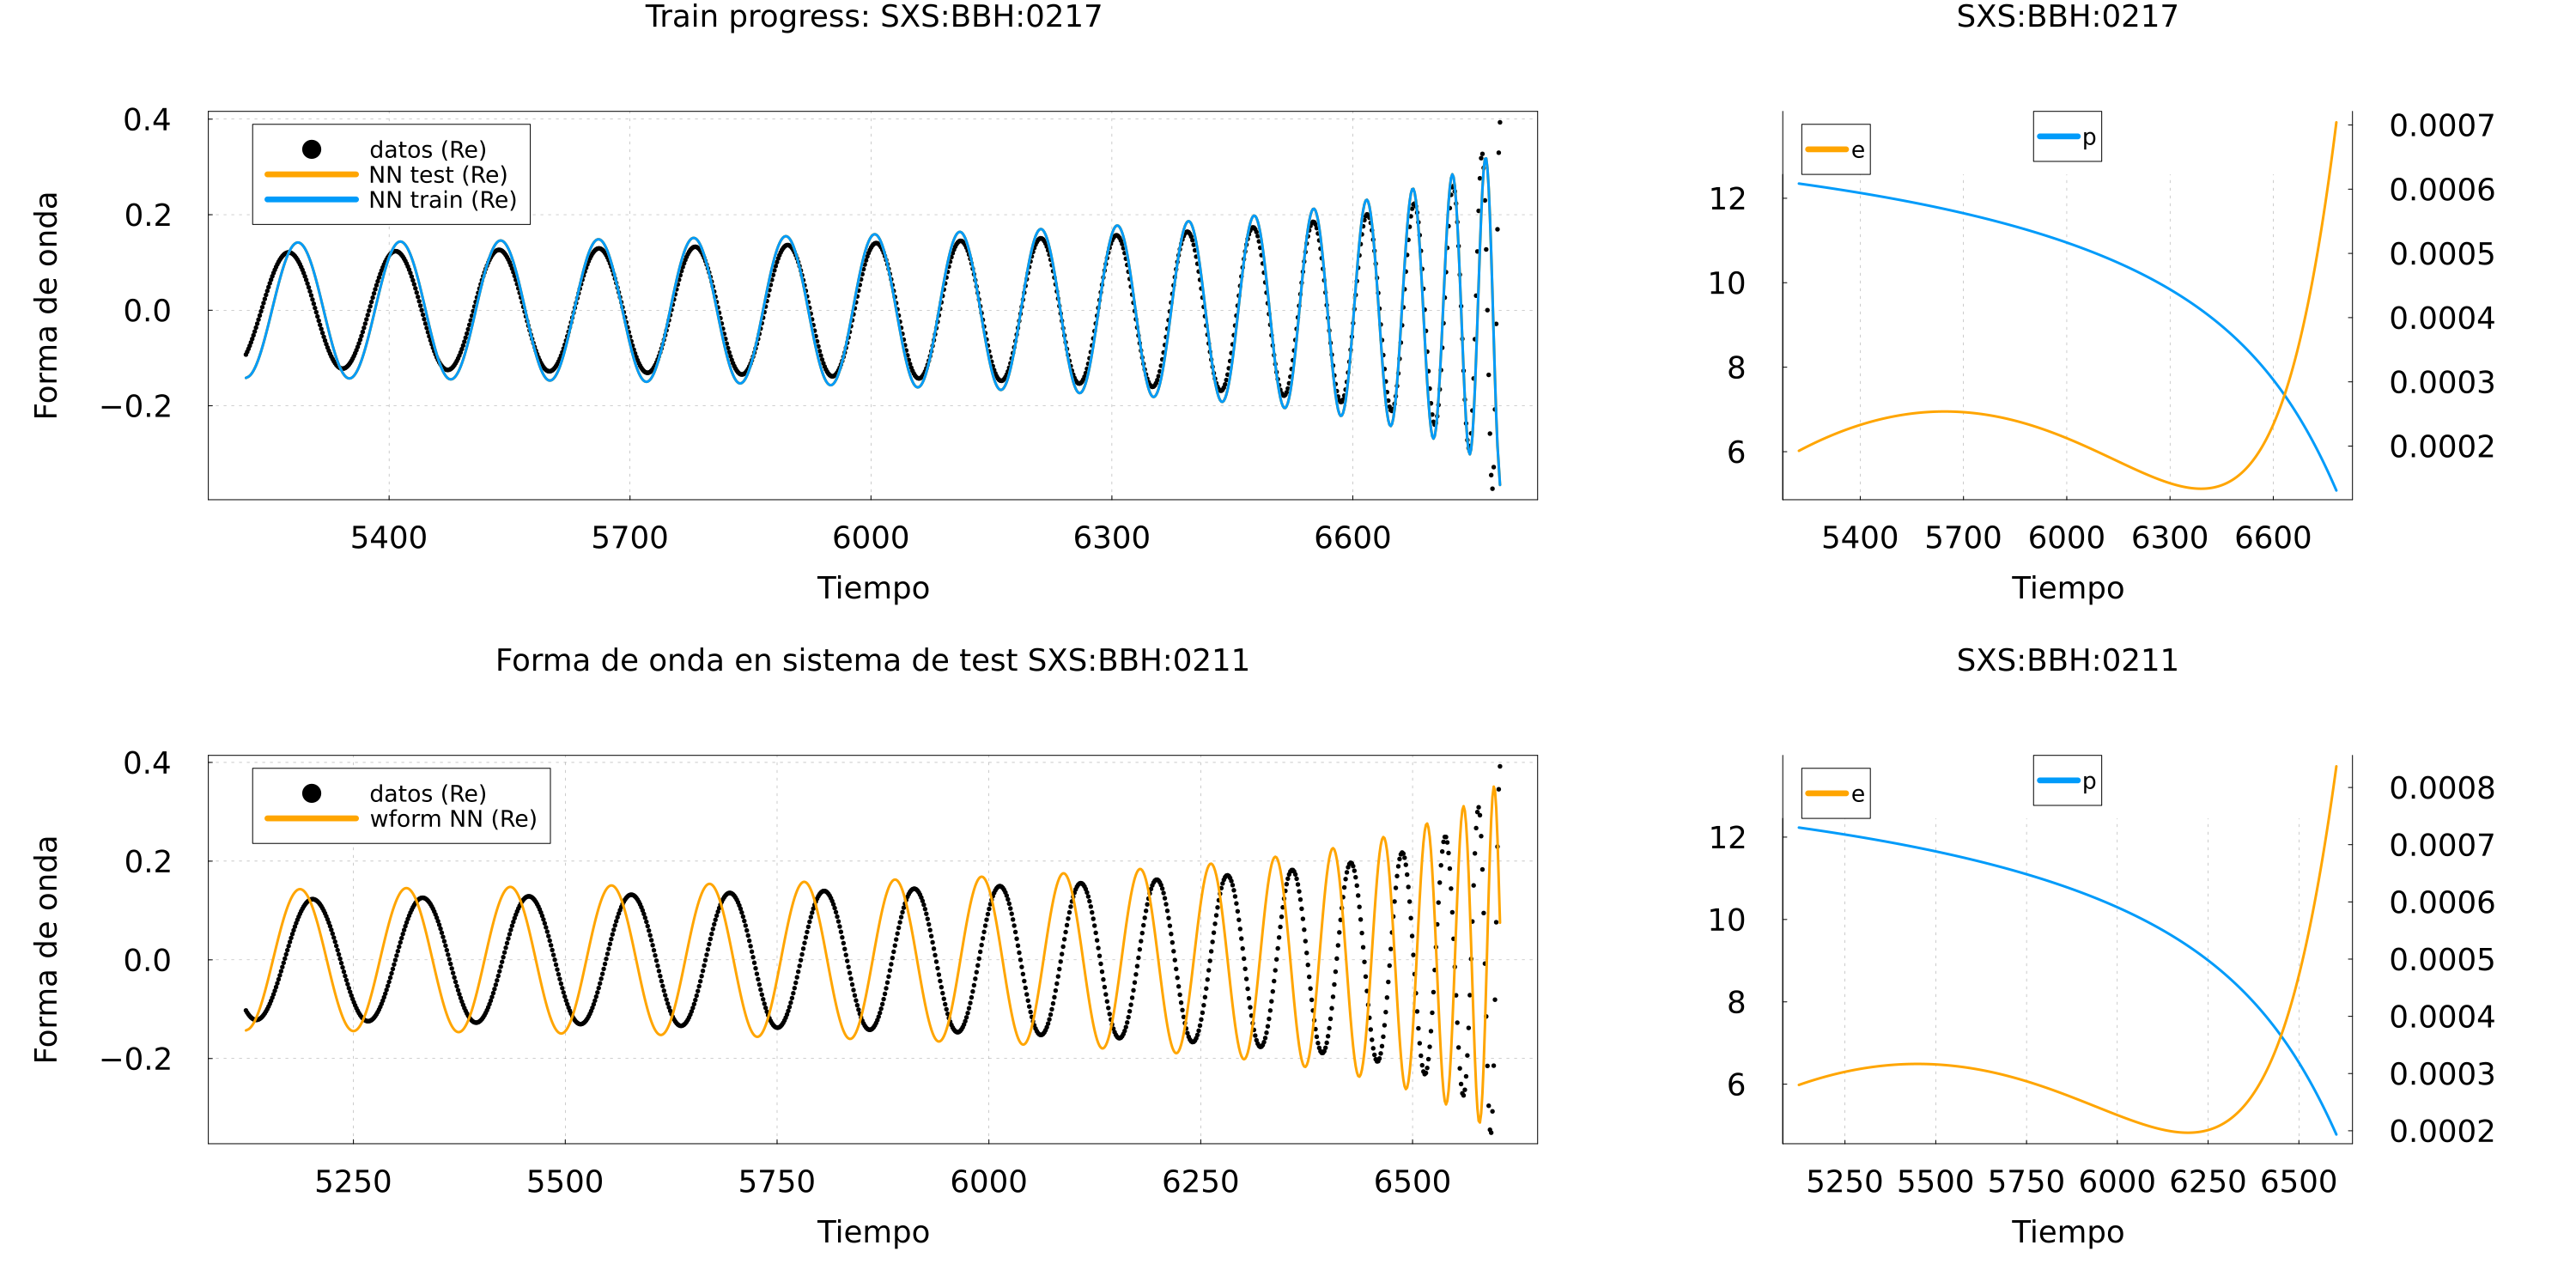 Train progress: SXS:BBH:0217
SXS:BBH:0217
Forma de onda
0.4
0.2
0.0
−0.2
datos (Re)
NN test (Re)
NN train (Re)
5400 5700 6000 6300 6600
Tiempo
12
10
8
6
e
p
0.0007
0.0006
0.0005
0.0004
0.0003
0.0002
5400 5700 6000 6300 6600
Tiempo
Forma de onda en sistema de test SXS:BBH:0211
SXS:BBH:0211
Forma de onda
0.4
0.2
0.0
−0.2
datos (Re)
wform NN (Re)
5250 5500 5750 6000 6250 6500
Tiempo
12
10
8
6
e
p
0.0008
0.0007
0.0006
0.0005
0.0004
0.0003
0.0002
5250 5500 5750 6000 6250 6500
Tiempo